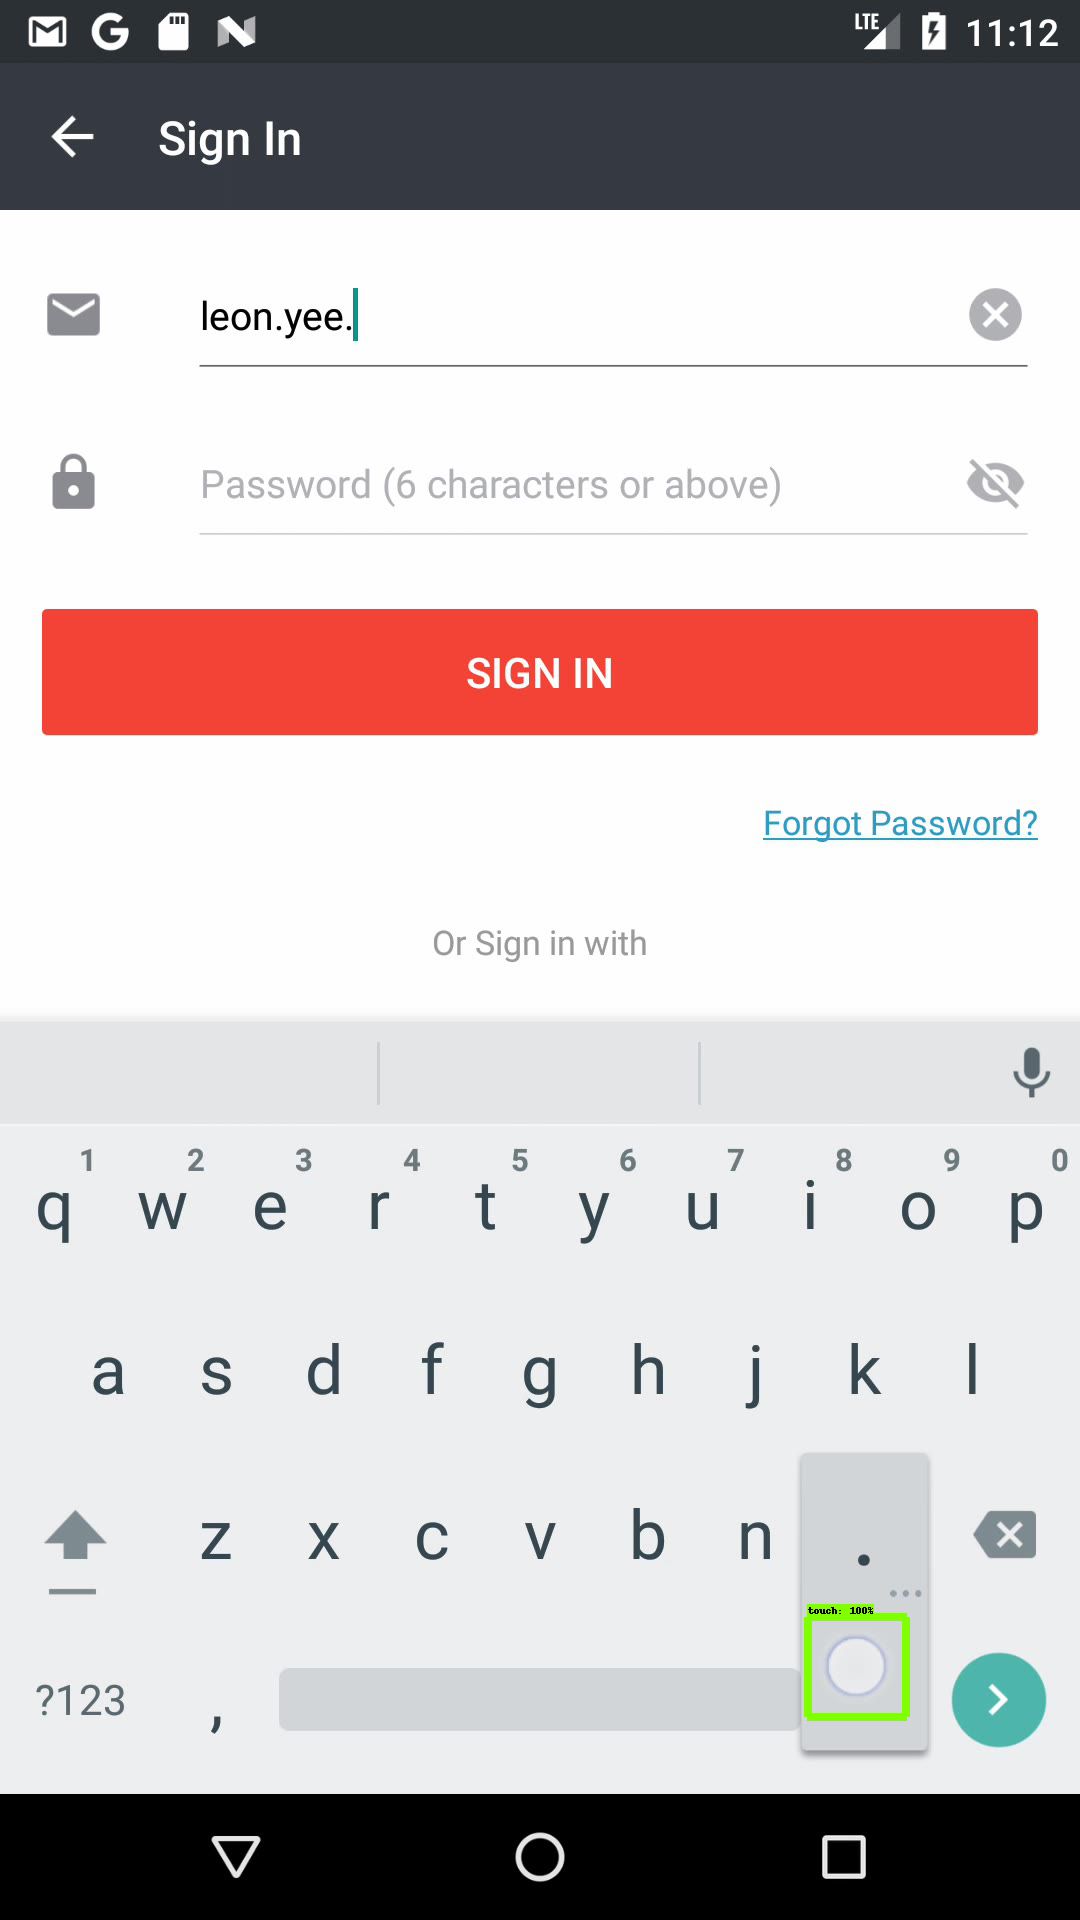 LTE 11:12
Sign In
leon.yee.
Password (6 characters or above)
SIGN IN
Forgot Password?
Or Sign in with
1 2 3 4 5 6 7 8 9 0
q w e r t y u i o p
a s d f g h j k l
z x c v b n .
touch: 100%
?123 ,